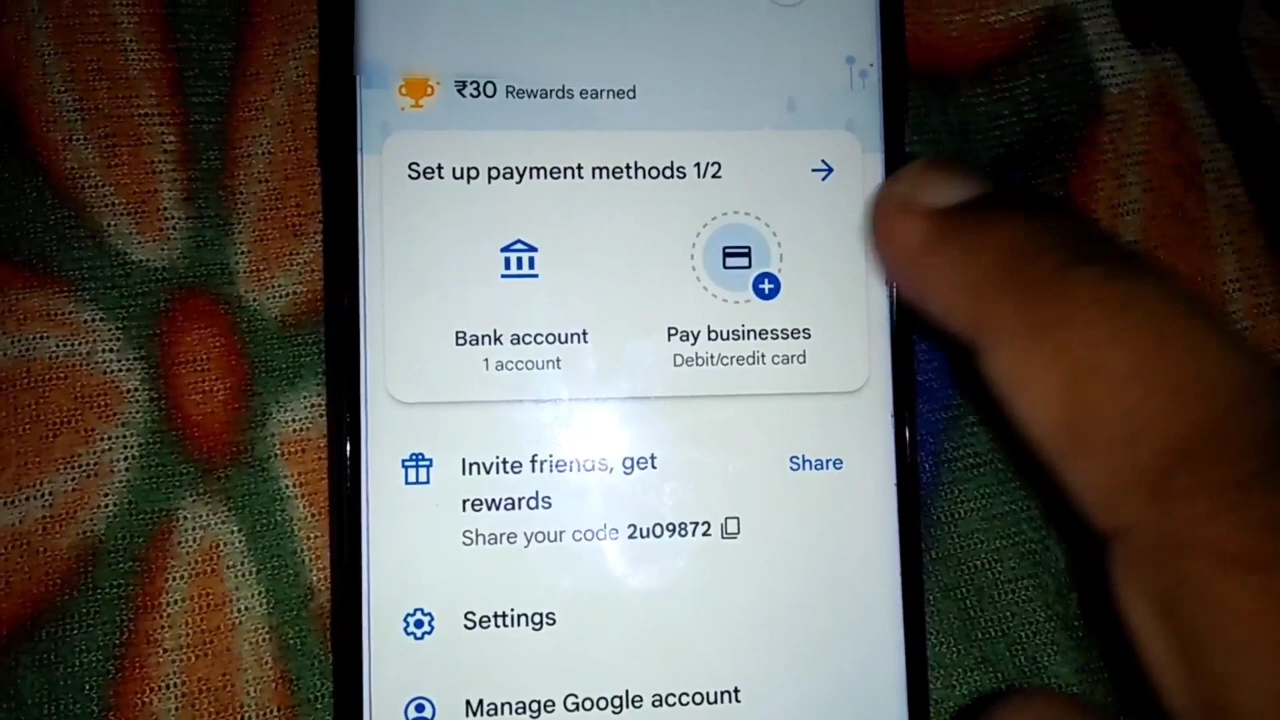 ₹30 Rewards earned
Set up payment methods 1/2
Bank account
1 account
Pay businesses
Debit/credit card
Invite friends, get
rewards
Share
Share your code 2u09872
Settings
Manage Google account